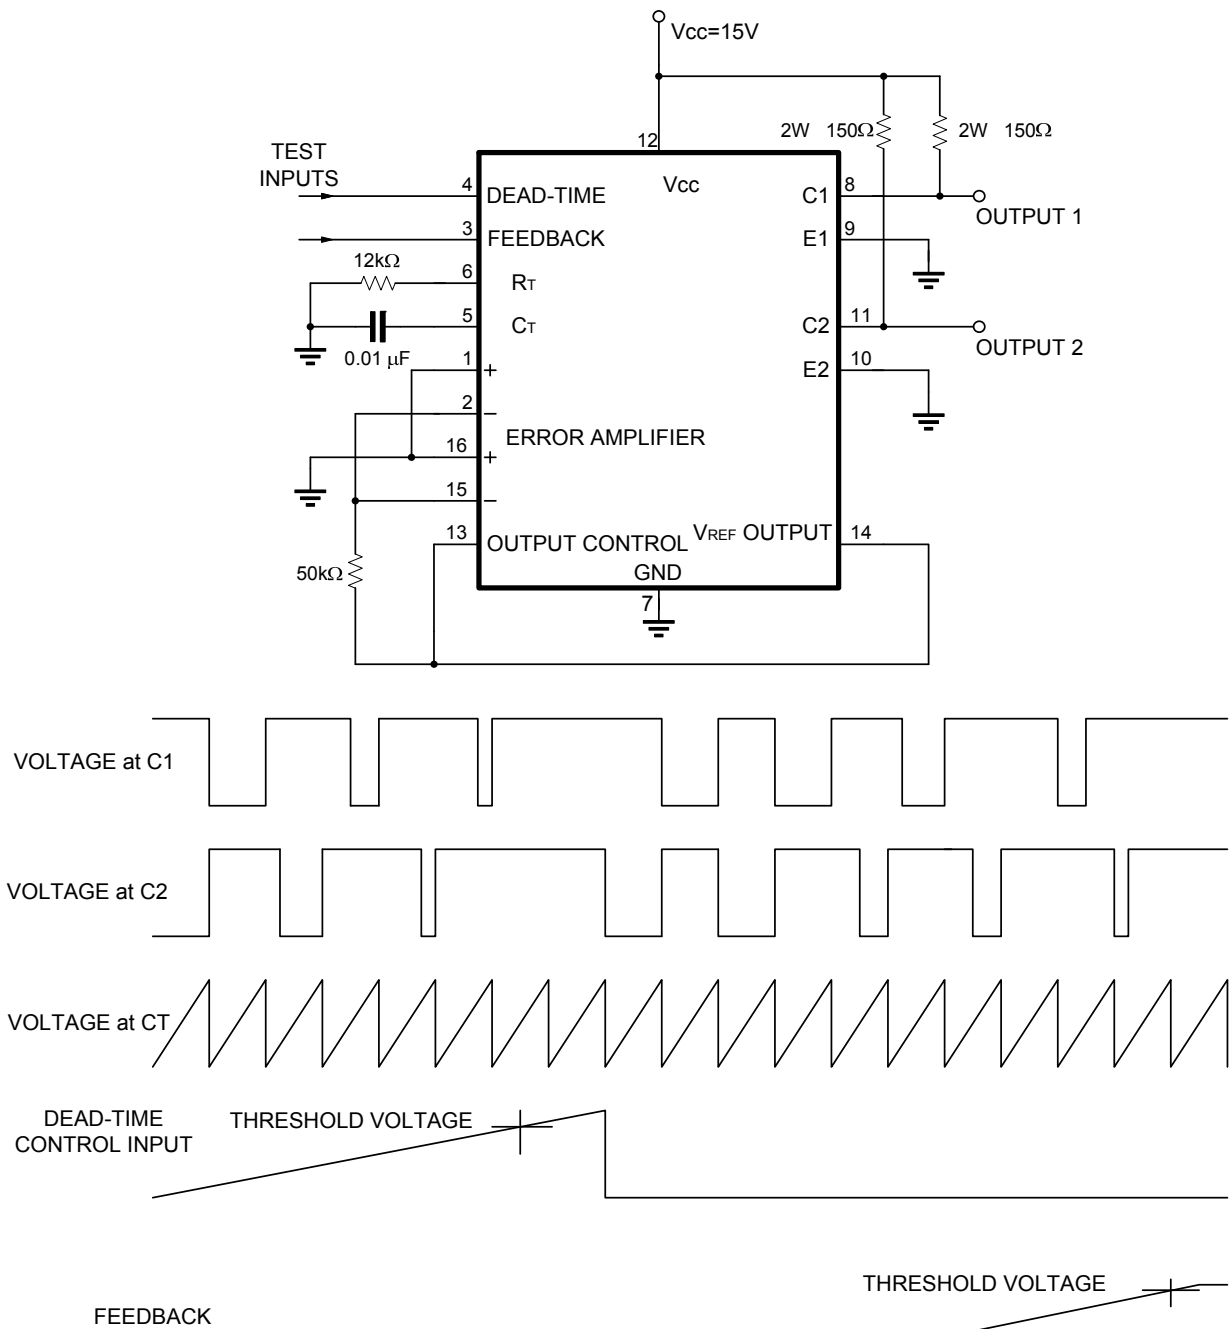 Vcc=15V
2W 150Ω
2W 150Ω
12
TEST
INPUTS
Vcc
4
DEAD-TIME
C1
8
OUTPUT 1
3
FEEDBACK
E1
9
12kΩ
6
RT
5
CT
C2
11
OUTPUT 2
0.01 μF
1
+
E2
10
2
−
ERROR AMPLIFIER
16
+
15
−
13
OUTPUT CONTROL
VREF OUTPUT
14
50kΩ
GND
7
VOLTAGE at C1
VOLTAGE at C2
VOLTAGE at CT
DEAD-TIME
CONTROL INPUT
THRESHOLD VOLTAGE
THRESHOLD VOLTAGE
FEEDBACK